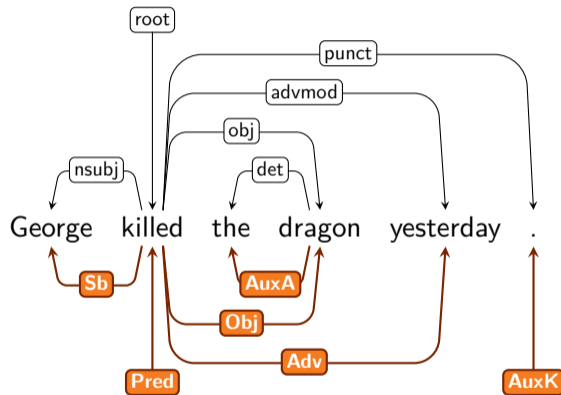 root
punct
advmod
obj
nsubj det
George killed the dragon yesterday .
Sb AuxA
Obj
Adv
Pred AuxK